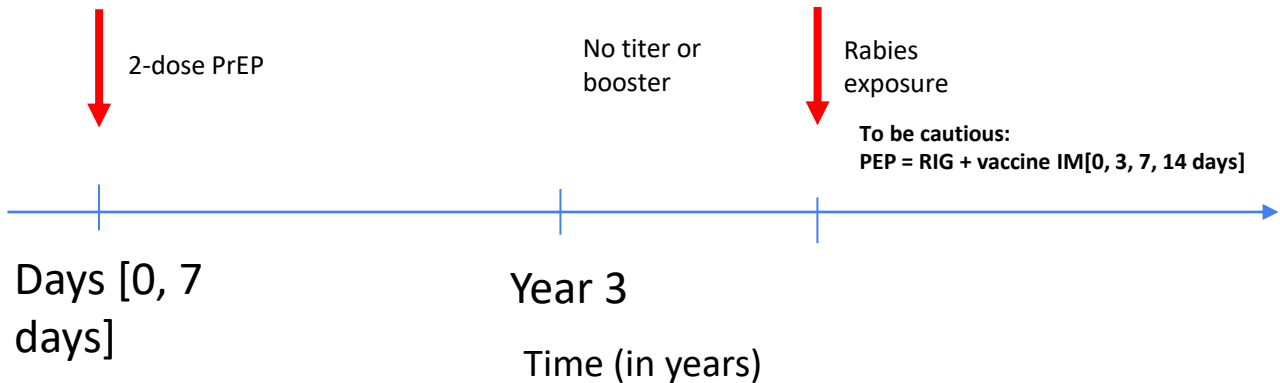 2-dose PrEP
No titer or
booster
Rabies
exposure
To be cautious:
PEP = RIG + vaccine IM[0, 3, 7, 14 days]
Days [0, 7
days]
Year 3
Time (in years)